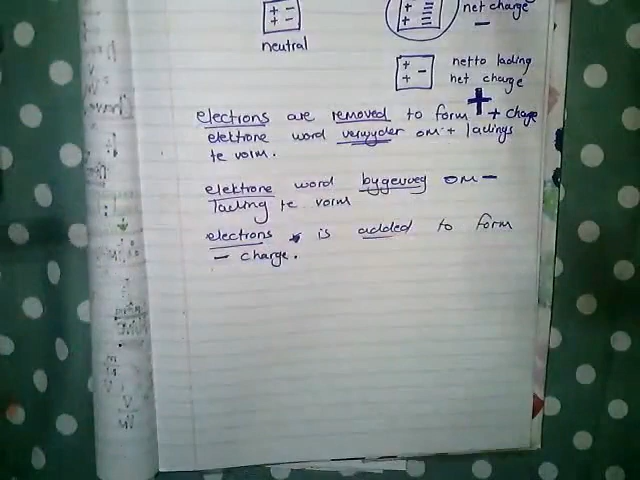 + + + -
neutral
+ +
net charge
-
+ + -
netto lading
net charge
electrons are removed to form + + charge
elektrone word verwyder om + ladings
te vorm.
elektrone word bygevoeg om -
lading te vorm
electrons is added to form
- charge.